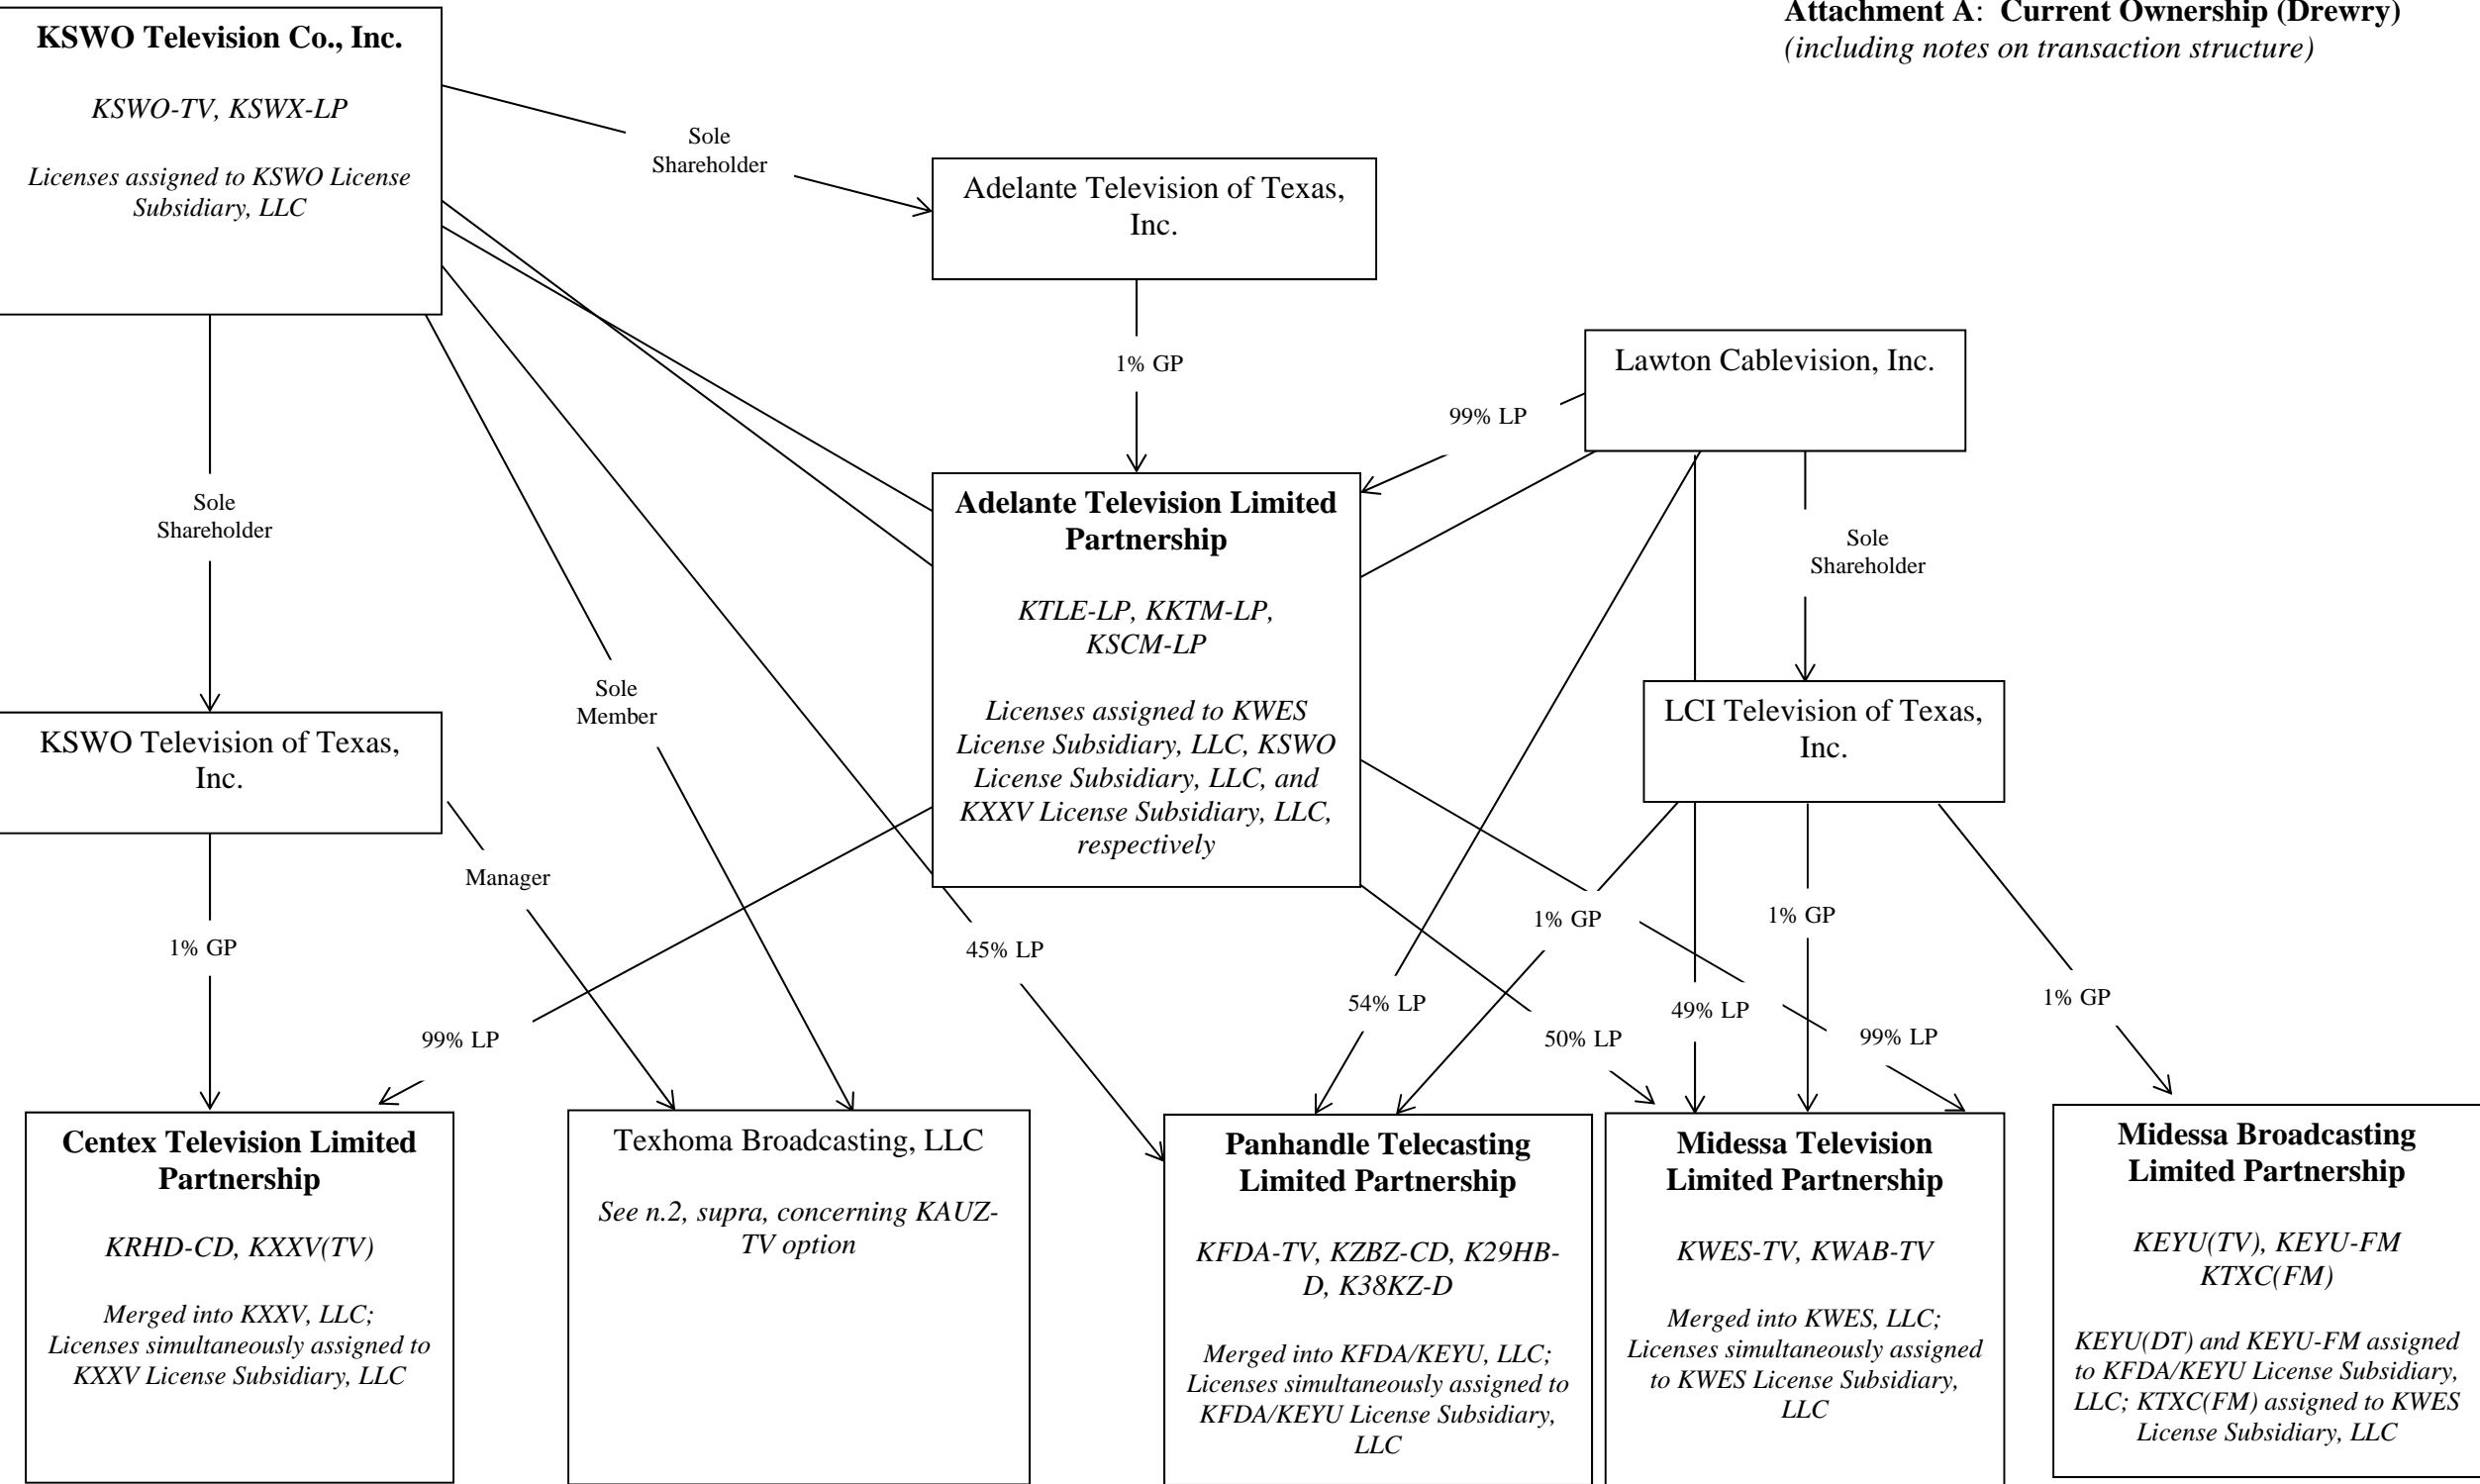 Attachment A: Current Ownership (Drewry)
(including notes on transaction structure)
KSWO Television Co., Inc.
KSWO-TV, KSWX-LP
Licenses assigned to KSWO License
Subsidiary, LLC
Sole
Shareholder
Adelante Television of Texas,
Inc.
1% GP
Lawton Cablevision, Inc.
99% LP
Adelante Television Limited
Partnership
KTLE-LP, KKTM-LP,
KSCM-LP
Licenses assigned to KWES
License Subsidiary, LLC, KSWO
License Subsidiary, LLC, and
KXXV License Subsidiary, LLC,
respectively
Sole
Shareholder
Sole
Shareholder
Sole
Member
KSWO Television of Texas,
Inc.
LCI Television of Texas,
Inc.
Manager
1% GP
45% LP
1% GP
1% GP
54% LP
49% LP
1% GP
99% LP
50% LP
99% LP
Centex Television Limited
Partnership
KRHD-CD, KXXV(TV)
Merged into KXXV, LLC;
Licenses simultaneously assigned to
KXXV License Subsidiary, LLC
Texhoma Broadcasting, LLC
See n.2, supra, concerning KAUZ-
TV option
Panhandle Telecasting
Limited Partnership
KFDA-TV, KZBZ-CD, K29HB-
D, K38KZ-D
Merged into KFDA/KEYU, LLC;
Licenses simultaneously assigned to
KFDA/KEYU License Subsidiary,
LLC
Midessa Television
Limited Partnership
KWES-TV, KWAB-TV
Merged into KWES, LLC;
Licenses simultaneously assigned
to KWES License Subsidiary,
LLC
Midessa Broadcasting
Limited Partnership
KEYU(TV), KEYU-FM
KTXC(FM)
KEYU(DT) and KEYU-FM assigned
to KFDA/KEYU License Subsidiary,
LLC; KTXC(FM) assigned to KWES
License Subsidiary, LLC